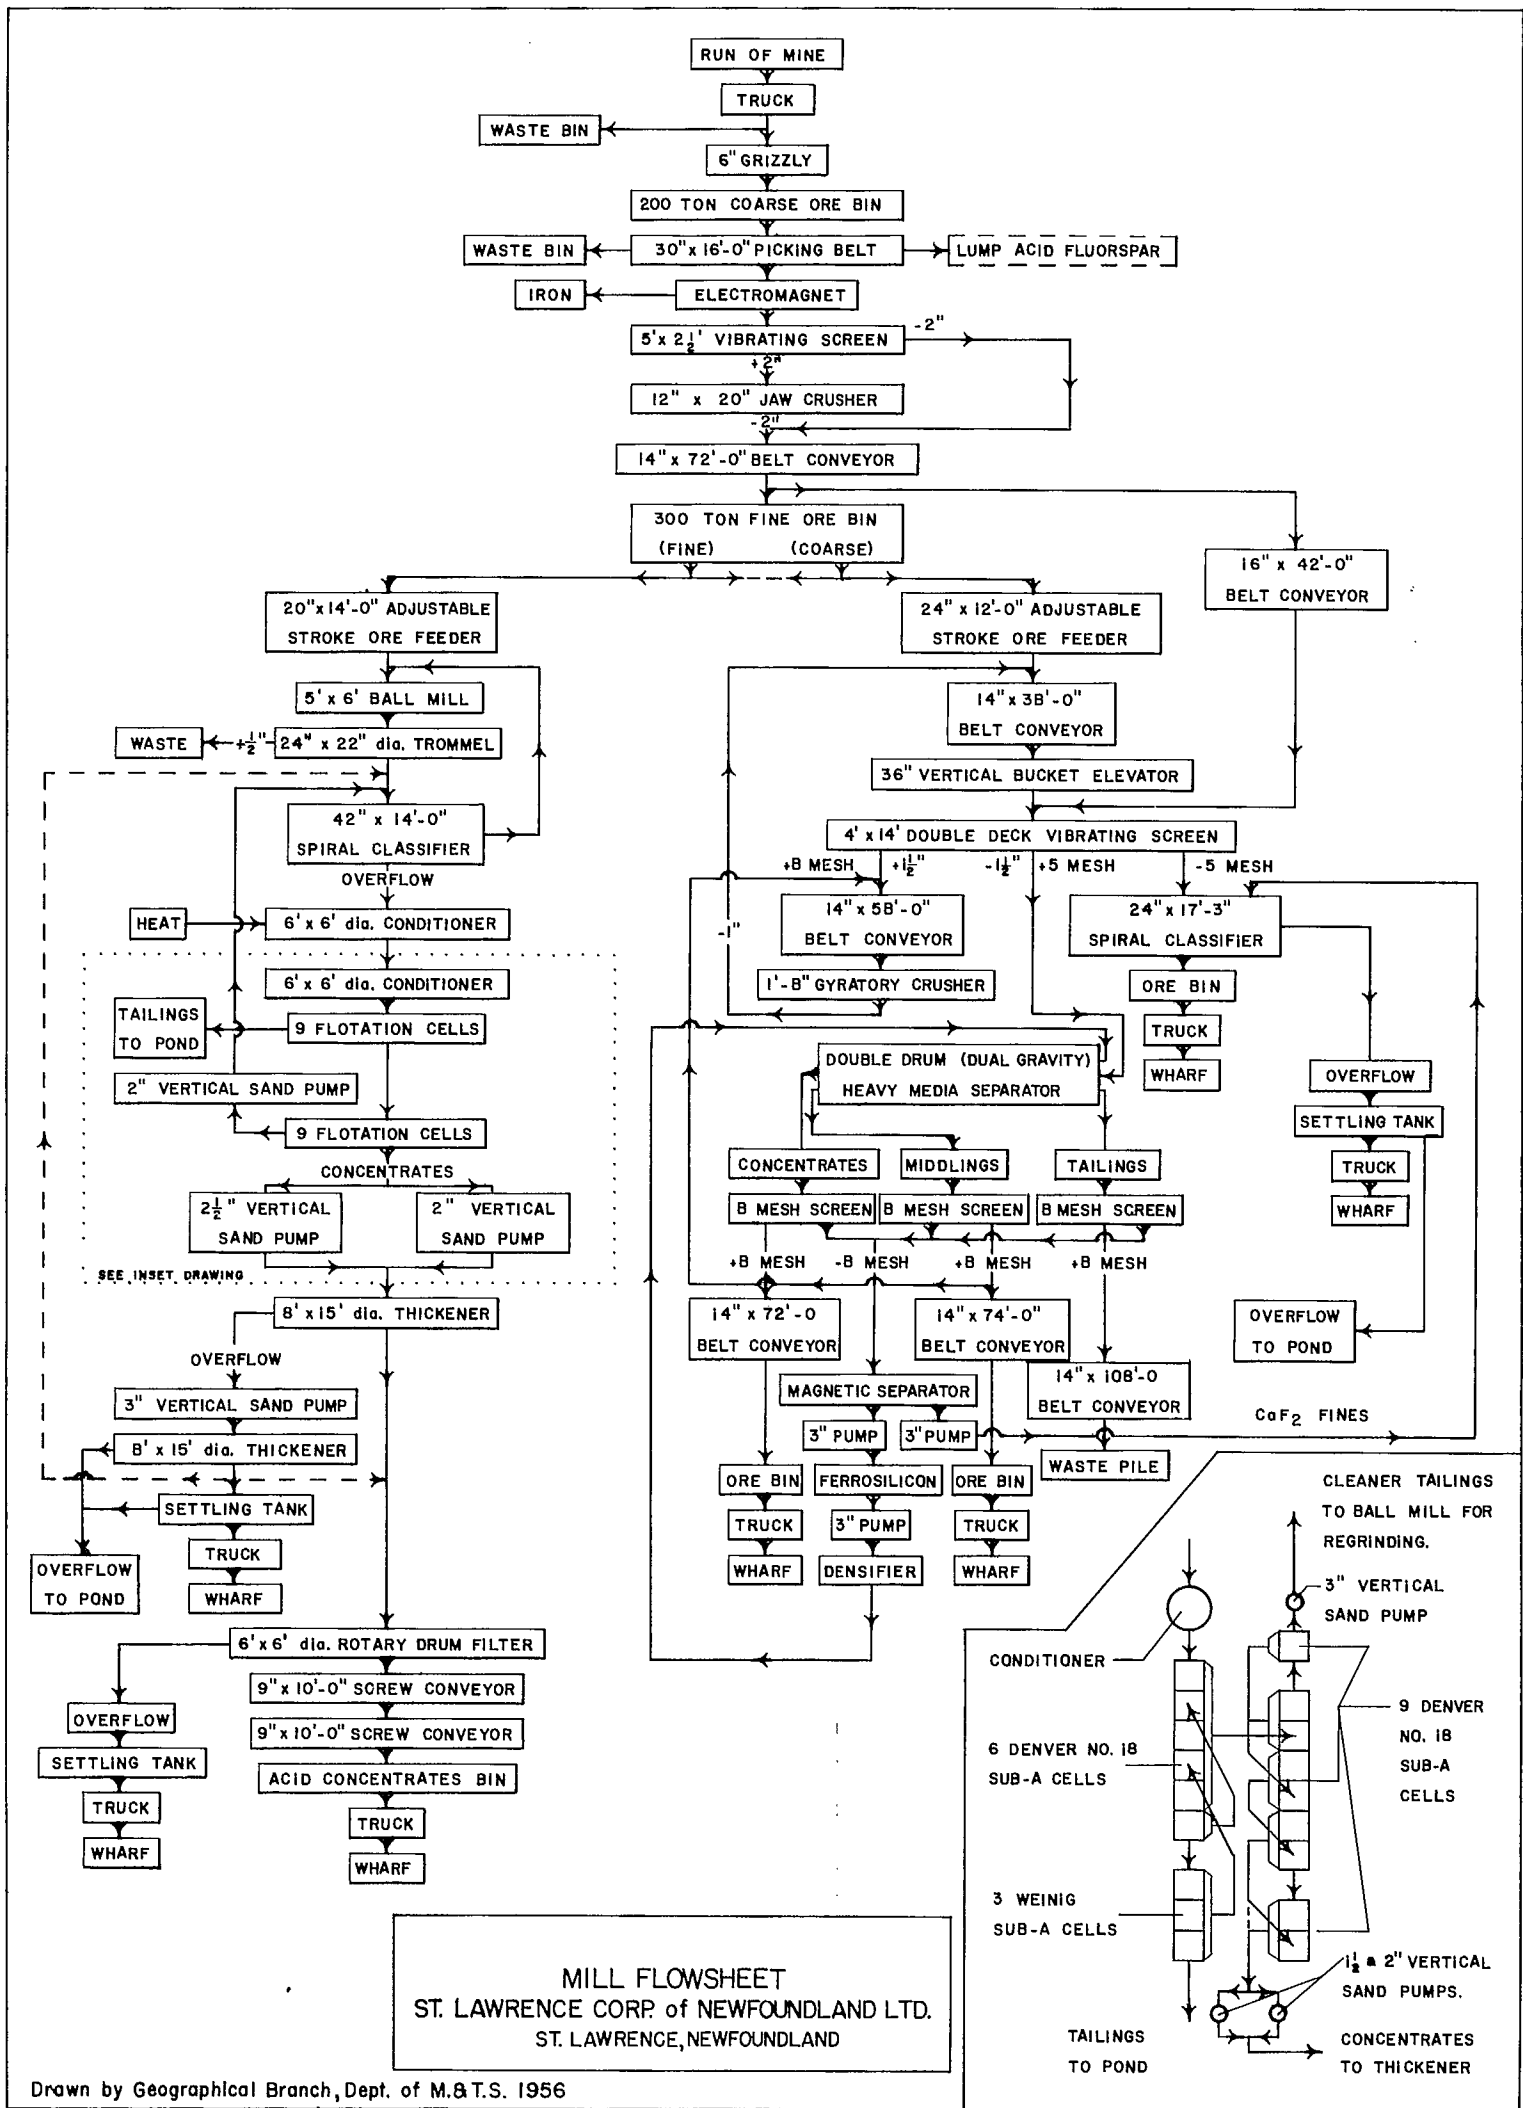 RUN OF MINE
TRUCK
WASTE BIN
6" GRIZZLY
200 TON COARSE ORE BIN
WASTE BIN
30" x 16'-0" PICKING BELT
LUMP ACID FLUORSPAR
IRON
ELECTROMAGNET
5' x 2 1/2' VIBRATING SCREEN
-2"
+2"
12" x 20" JAW CRUSHER
-2"
14" x 72'-0" BELT CONVEYOR
300 TON FINE ORE BIN
(FINE) (COARSE)
16" x 42'-0"
BELT CONVEYOR
20" x 14'-0" ADJUSTABLE
STROKE ORE FEEDER
24" x 12'-0" ADJUSTABLE
STROKE ORE FEEDER
5' x 6' BALL MILL
14" x 38'-0"
BELT CONVEYOR
WASTE
+1/2"
24" x 22" dia. TROMMEL
36" VERTICAL BUCKET ELEVATOR
42" x 14'-0"
SPIRAL CLASSIFIER
4' x 14' DOUBLE DECK VIBRATING SCREEN
OVERFLOW
+8 MESH
+1 1/2"
-1 1/2"
+5 MESH
-5 MESH
HEAT
6' x 6' dia. CONDITIONER
-1"
14" x 58'-0"
BELT CONVEYOR
24" x 17'-3"
SPIRAL CLASSIFIER
6' x 6' dia. CONDITIONER
1'-8" GYRATORY CRUSHER
ORE BIN
TAILINGS
TO POND
9 FLOTATION CELLS
TRUCK
WHARF
DOUBLE DRUM (DUAL GRAVITY)
HEAVY MEDIA SEPARATOR
OVERFLOW
2" VERTICAL SAND PUMP
9 FLOTATION CELLS
SETTLING TANK
CONCENTRATES
CONCENTRATES
MIDDLINGS
TAILINGS
TRUCK
2 1/2" VERTICAL
SAND PUMP
2" VERTICAL
SAND PUMP
8 MESH SCREEN
8 MESH SCREEN
8 MESH SCREEN
WHARF
SEE INSET DRAWING
+8 MESH
-8 MESH
+8 MESH
+8 MESH
8' x 15' dia. THICKENER
14" x 72'-0
BELT CONVEYOR
14" x 74'-0"
BELT CONVEYOR
OVERFLOW
TO POND
OVERFLOW
3" VERTICAL SAND PUMP
MAGNETIC SEPARATOR
14" x 108'-0
BELT CONVEYOR
CaF2 FINES
8' x 15' dia. THICKENER
3" PUMP
3" PUMP
WASTE PILE
SETTLING TANK
ORE BIN
FERROSILICON
ORE BIN
TRUCK
3" PUMP
TRUCK
OVERFLOW
TO POND
TRUCK
WHARF
WHARF
DENSIFIER
WHARF
6' x 6' dia. ROTARY DRUM FILTER
9" x 10'-0" SCREW CONVEYOR
OVERFLOW
9" x 10'-0" SCREW CONVEYOR
SETTLING TANK
ACID CONCENTRATES BIN
TRUCK
TRUCK
WHARF
WHARF
CLEANER TAILINGS
TO BALL MILL FOR
REGRINDING.
3" VERTICAL
SAND PUMP
CONDITIONER
9 DENVER
NO. 18
SUB-A
CELLS
6 DENVER NO. 18
SUB-A CELLS
3 WEINIG
SUB-A CELLS
1 1/2 & 2" VERTICAL
SAND PUMPS.
TAILINGS
TO POND
CONCENTRATES
TO THICKENER
MILL FLOWSHEET
ST. LAWRENCE CORP. of NEWFOUNDLAND LTD.
ST. LAWRENCE, NEWFOUNDLAND
Drawn by Geographical Branch, Dept. of M.&T.S. 1956